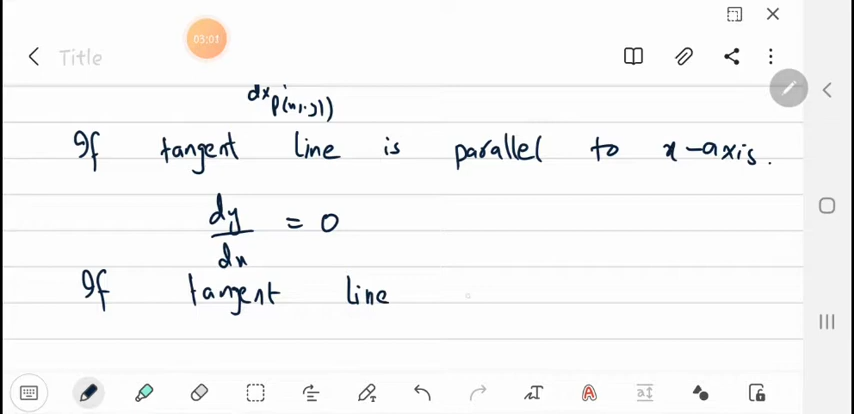 03:01
Title
dx p(x1,y1)
If tangent line is parallel to x-axis.
dy/dx = 0
If tangent line